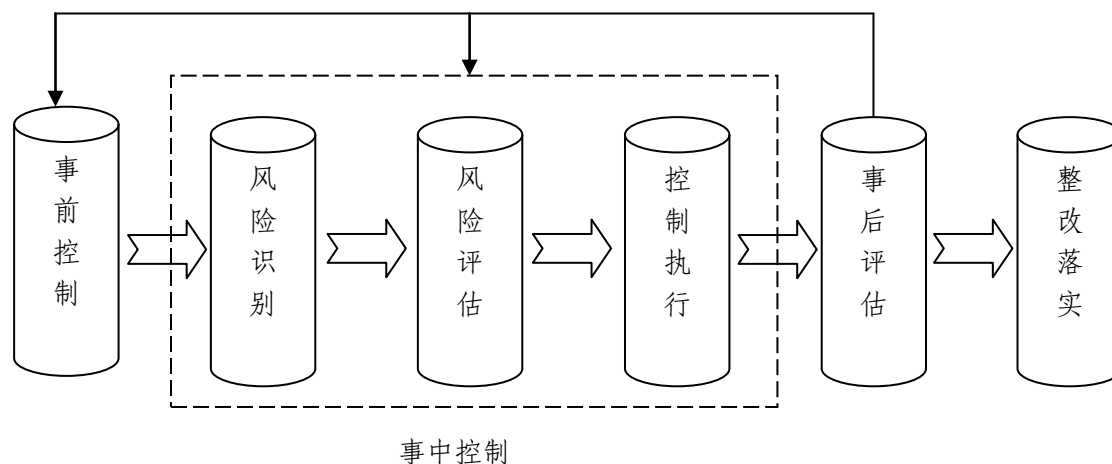 事前控制
风险识别
风险评估
控制执行
事后评估
整改落实
事中控制